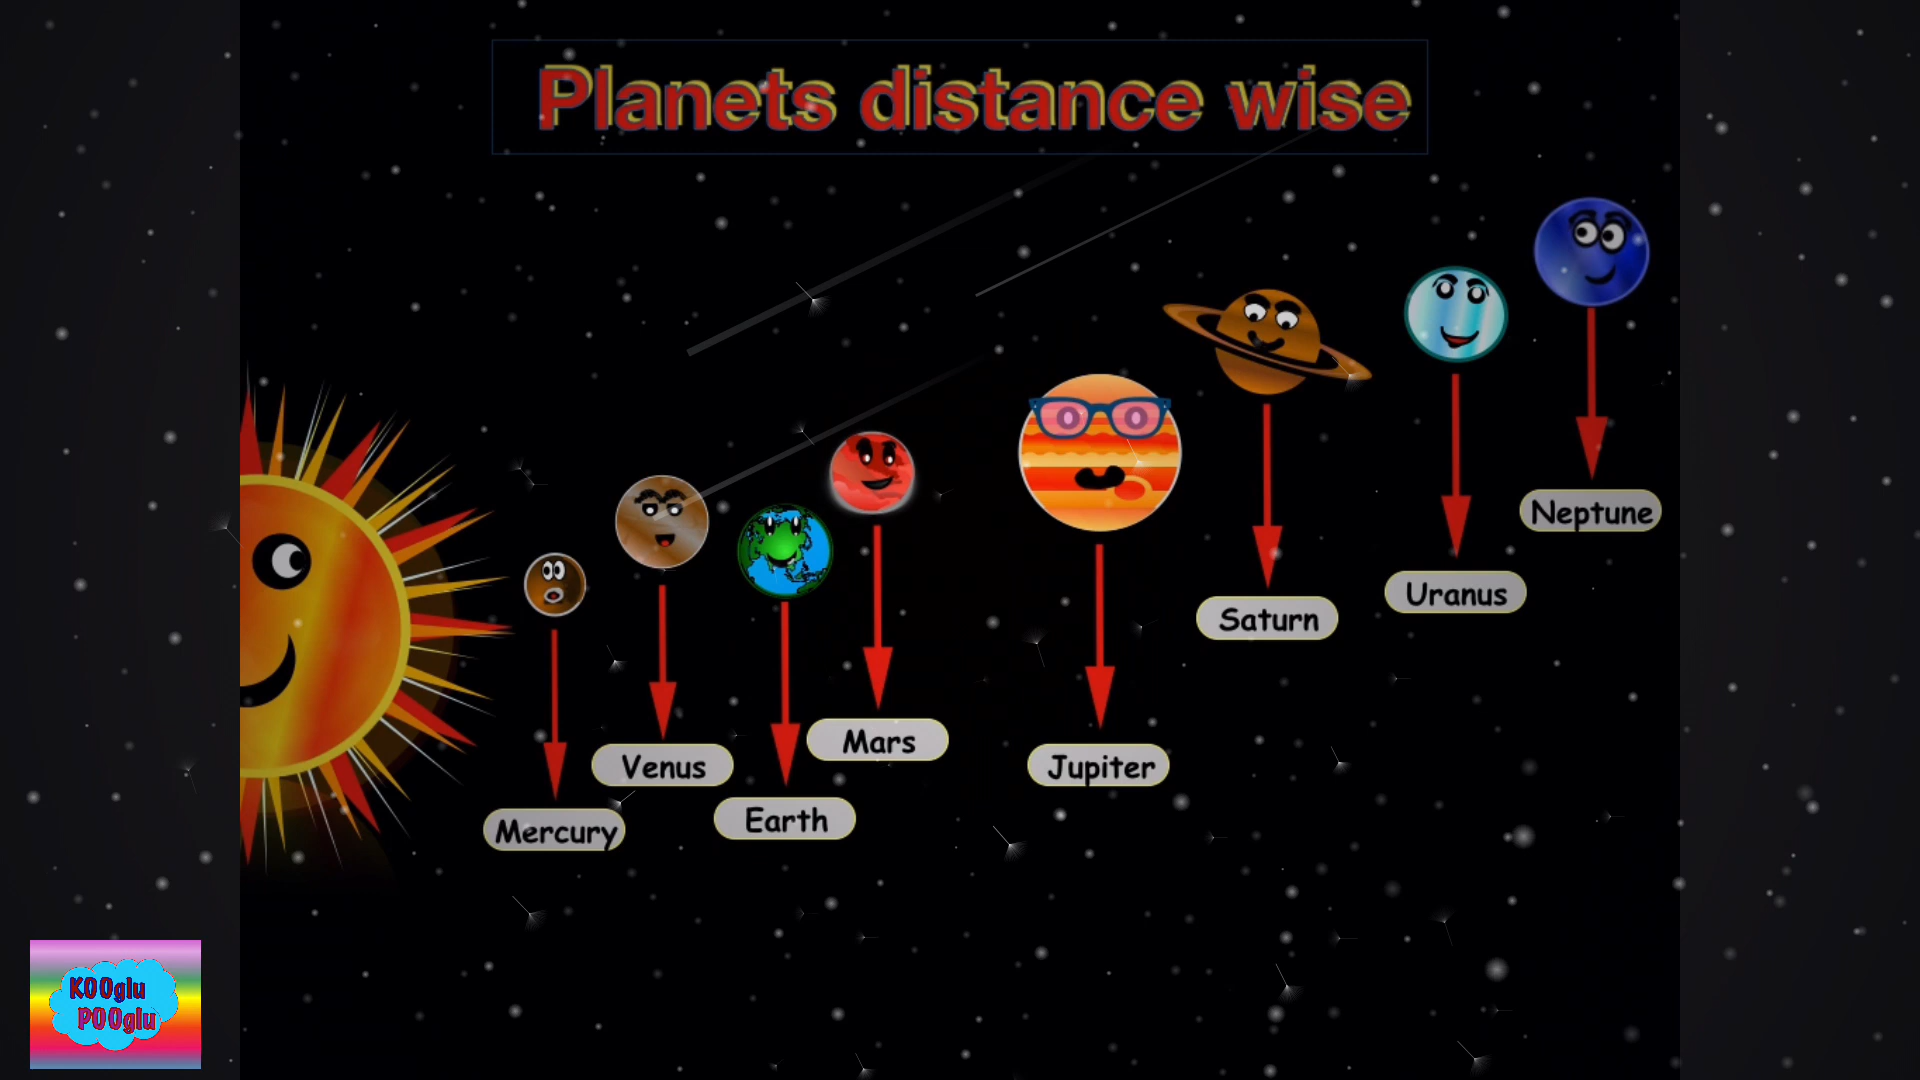 Planets distance wise
Neptune
Uranus
Saturn
Mars
Venus
Jupiter
Earth
Mercury
KOOglu
POOglu